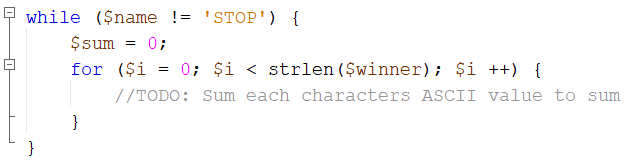 while ($name != 'STOP') {
    $sum = 0;
    for ($i = 0; $i < strlen($winner); $i ++) {
        //TODO: Sum each characters ASCII value to sum
    }
}